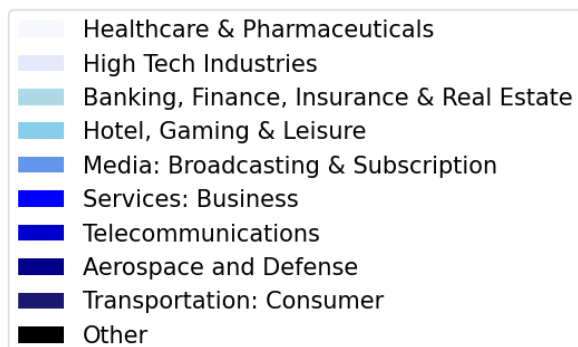 Healthcare & Pharmaceuticals
High Tech Industries
Banking, Finance, Insurance & Real Estate
Hotel, Gaming & Leisure
Media: Broadcasting & Subscription
Services: Business
Telecommunications
Aerospace and Defense
Transportation: Consumer
Other